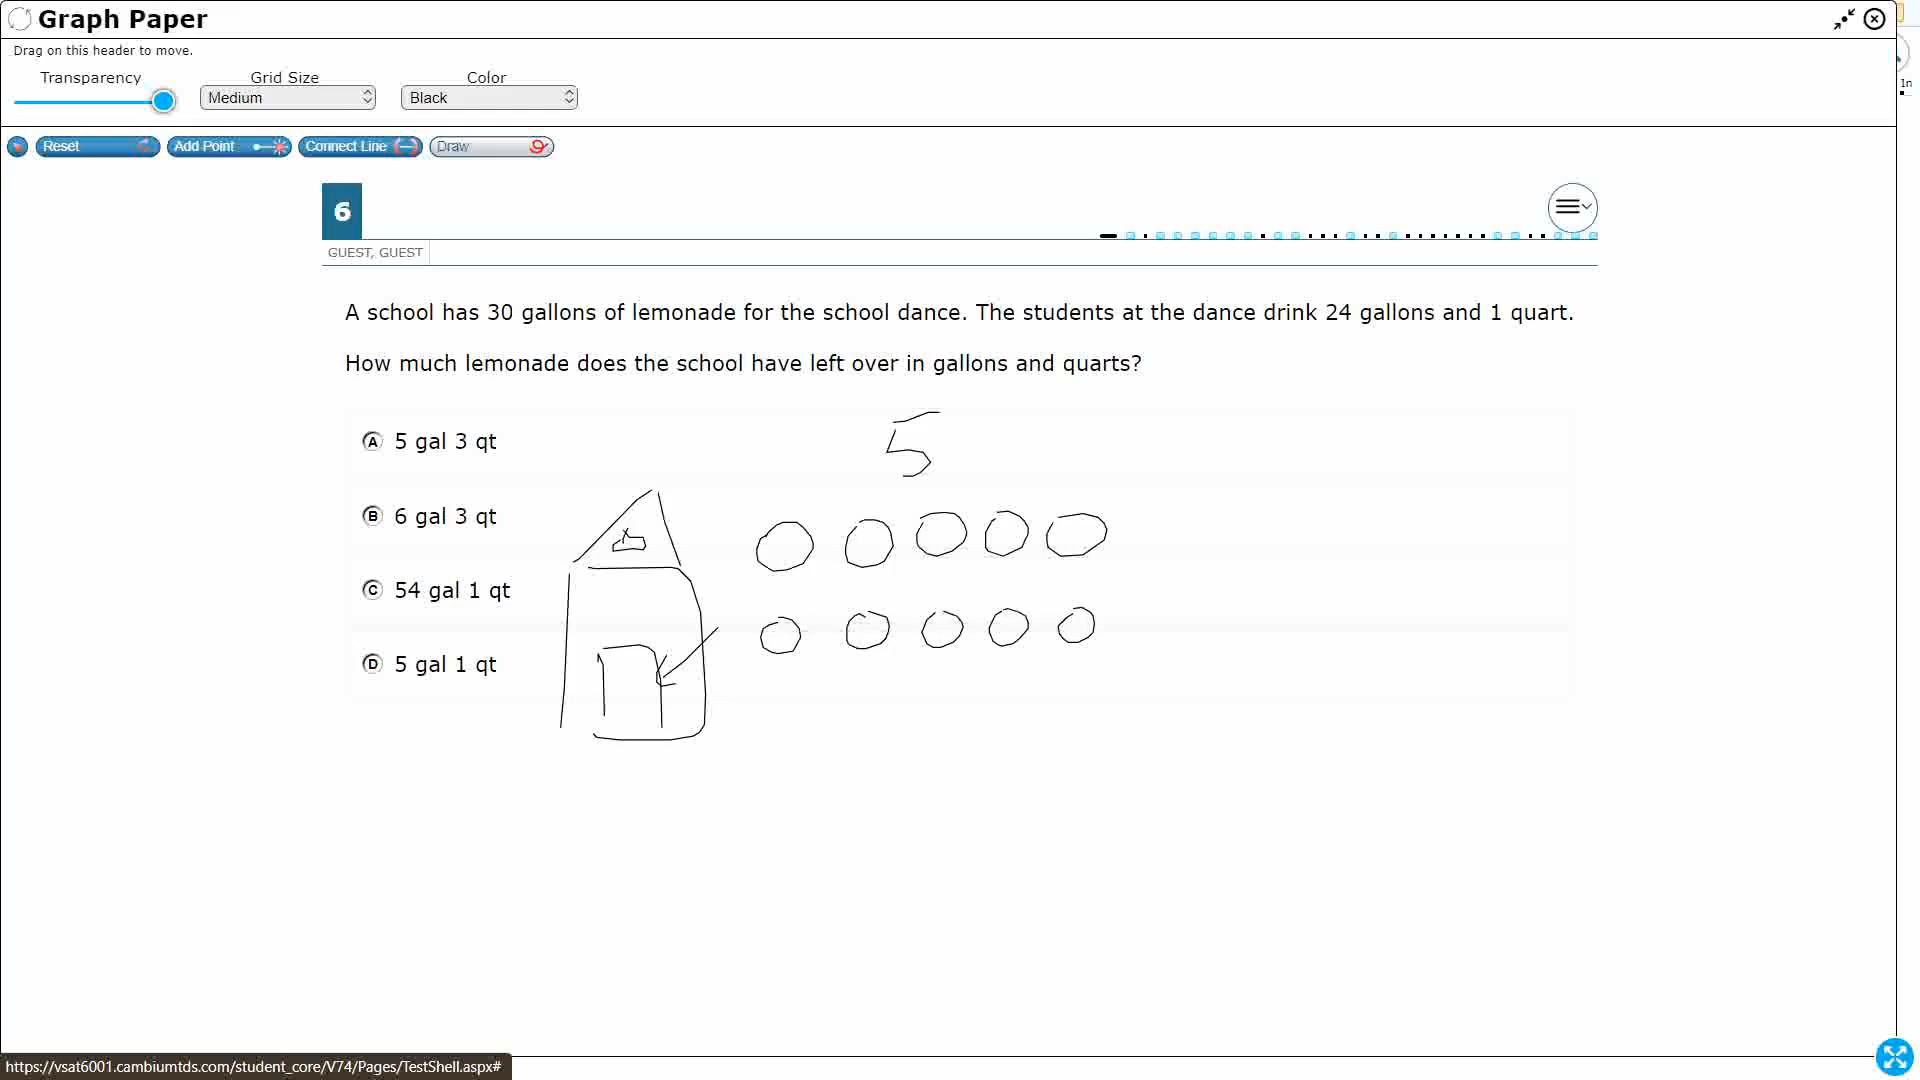 Graph Paper
Drag on this header to move.
Transparency
Grid Size
Color
Medium
Black
Reset
Add Point
Connect Line
Draw
6
GUEST, GUEST
A school has 30 gallons of lemonade for the school dance. The students at the dance drink 24 gallons and 1 quart.
How much lemonade does the school have left over in gallons and quarts?
5
A 5 gal 3 qt
B 6 gal 3 qt
C 54 gal 1 qt
D 5 gal 1 qt
https://vsat6001.cambiumtds.com/student_core/V74/Pages/TestShell.aspx#